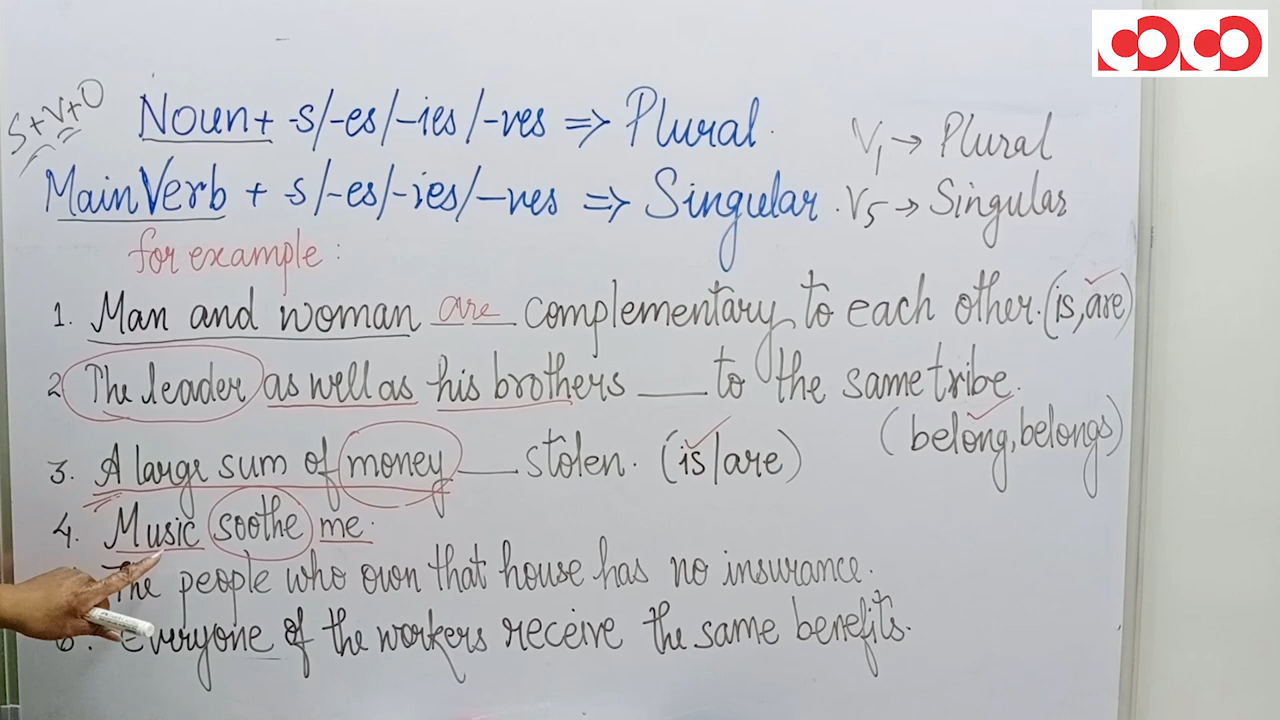 S+V+O
Noun + -s/-es/-ies/-ves => Plural.
V₁ → Plural
Main Verb + -s/-es/-ies/-ves => Singular.
V₅ → Singular
for example:
1. Man and woman are complementary to each other. (is, are)
2. The leader as well as his brothers ___ to the same tribe.
(belong, belongs)
3. A large sum of money ___ stolen. (is/are)
4. Music soothe me.
The people who own that house has no insurance.
6. Everyone of the workers receive the same benefits.